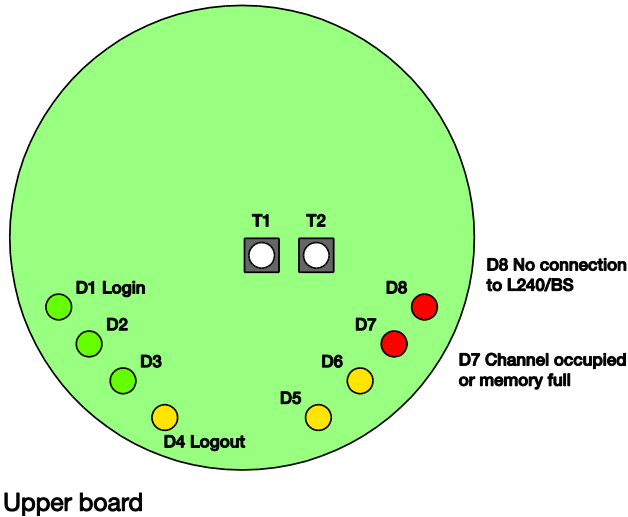 T1 T2
D8 No connection
to L240/BS
D1 Login
D8
D2
D7
D3
D6
D7 Channel occupied
or memory full
D5
D4 Logout
Upper board